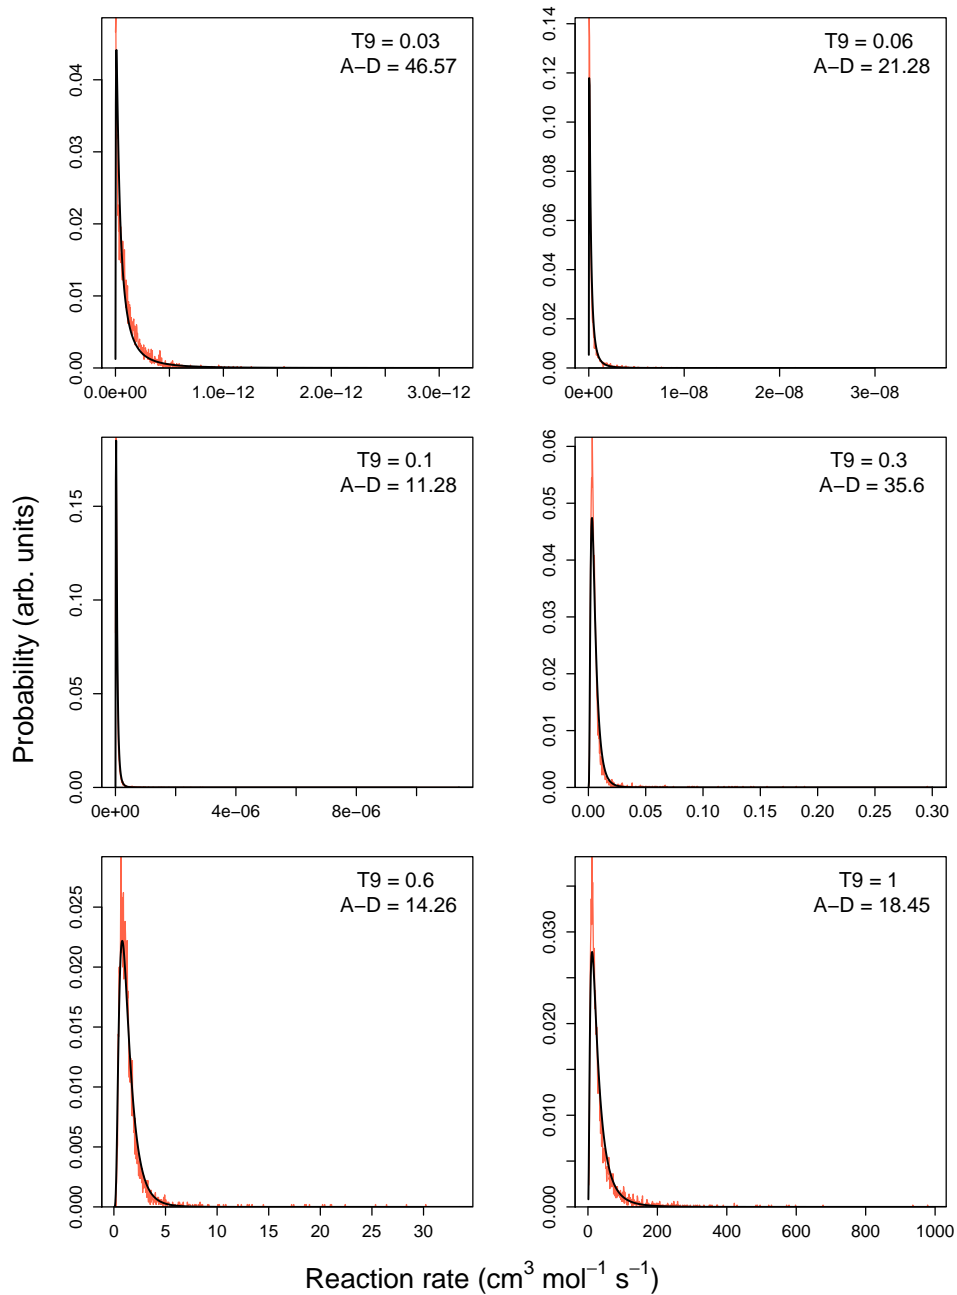 T9 = 0.03
A−D = 46.57
0.00
0.01
0.02
0.03
0.04
0.0e+00
1.0e−12
2.0e−12
3.0e−12
T9 = 0.06
A−D = 21.28
0.00
0.02
0.04
0.06
0.08
0.10
0.12
0.14
0e+00
1e−08
2e−08
3e−08
T9 = 0.1
A−D = 11.28
0.00
0.05
0.10
0.15
0e+00
4e−06
8e−06
T9 = 0.3
A−D = 35.6
0.00
0.01
0.02
0.03
0.04
0.05
0.06
0.00
0.05
0.10
0.15
0.20
0.25
0.30
T9 = 0.6
A−D = 14.26
0.000
0.005
0.010
0.015
0.020
0.025
0
5
10
15
20
25
30
T9 = 1
A−D = 18.45
0.000
0.010
0.020
0.030
0
200
400
600
800
1000
Probability (arb. units)
Reaction rate (cm³ mol⁻¹ s⁻¹)